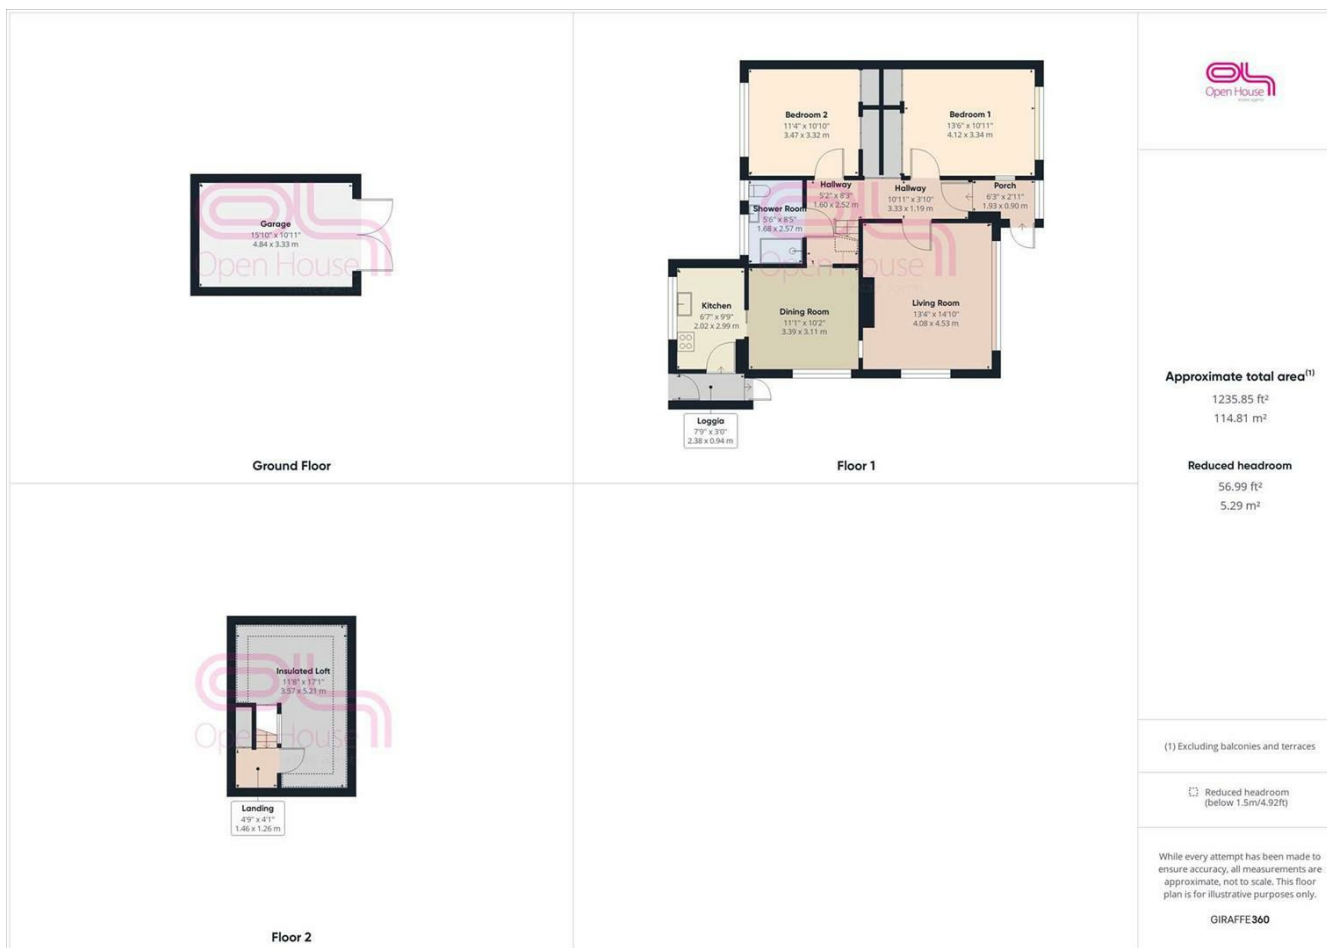 Garage
15'10" x 10'11"
4.84 x 3.33 m
Open House
Ground Floor
Bedroom 2
11'4" x 10'10"
3.47 x 3.32 m
Bedroom 1
13'6" x 10'11"
4.12 x 3.34 m
Hallway
5'2" x 8'3"
1.60 x 2.52 m
Hallway
10'11" x 3'10"
3.33 x 1.19 m
Porch
6'3" x 2'11"
1.93 x 0.90 m
Shower Room
5'6" x 8'5"
1.68 x 2.57 m
Open House
Kitchen
6'7" x 9'9"
2.02 x 2.99 m
Dining Room
11'1" x 10'2"
3.39 x 3.11 m
Living Room
13'4" x 14'10"
4.08 x 4.53 m
Loggia
7'9" x 3'0"
2.38 x 0.94 m
Floor 1
Insulated Loft
11'8" x 17'1"
3.57 x 5.21 m
Open House
Landing
4'9" x 4'1"
1.46 x 1.26 m
Floor 2
Open House
Approximate total area(1)
1235.85 ft²
114.81 m²
Reduced headroom
56.99 ft²
5.29 m²
(1) Excluding balconies and terraces
Reduced headroom
(below 1.5m/4.92ft)
While every attempt has been made to
ensure accuracy, all measurements are
approximate, not to scale. This floor
plan is for illustrative purposes only.
GIRAFFE360